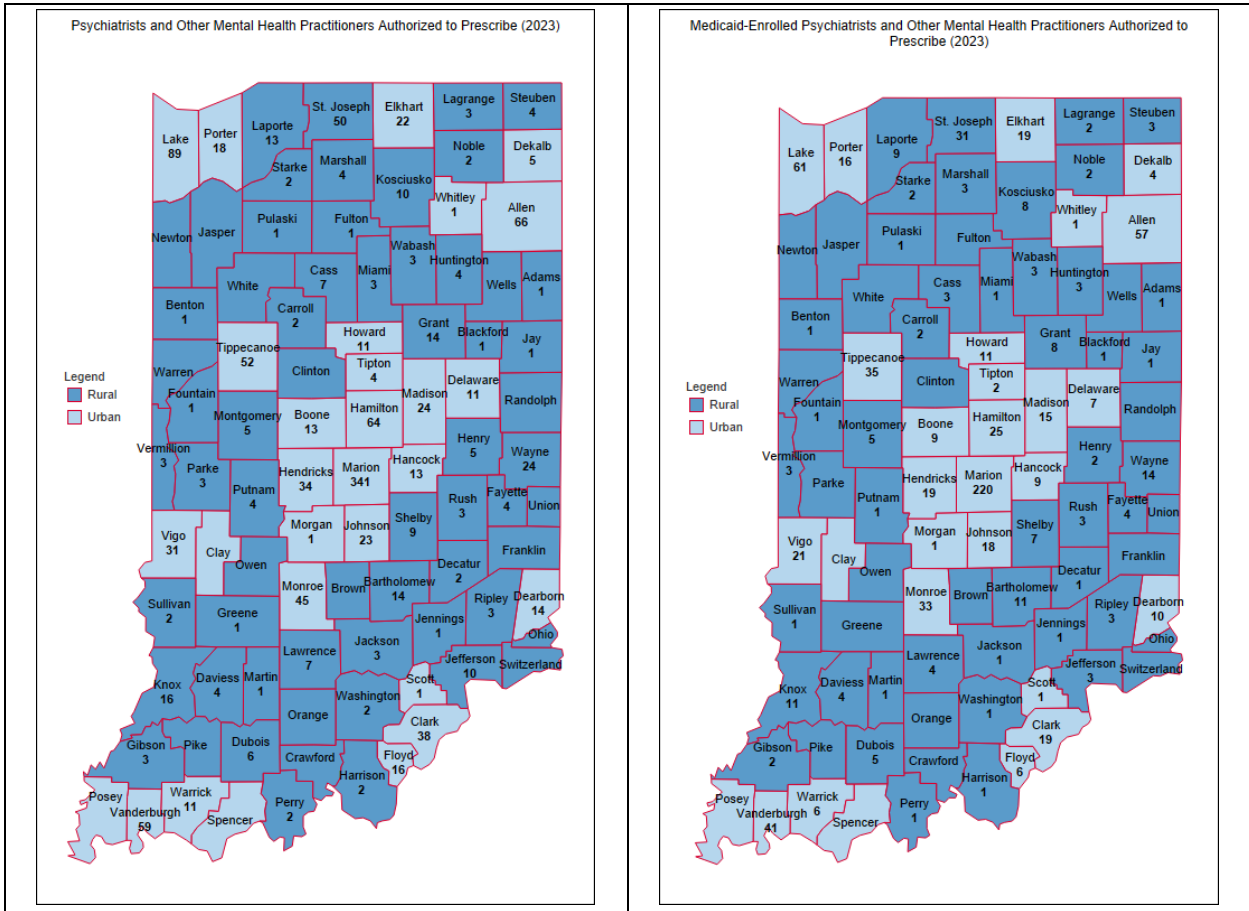 Psychiatrists and Other Mental Health Practitioners Authorized to Prescribe (2023)
Lake
89
Porter
18
Laporte
13
St. Joseph
50
Elkhart
22
Lagrange
3
Steuben
4
Starke
2
Marshall
4
Kosciusko
10
Noble
2
Dekalb
5
Whitley
1
Allen
66
Newton
Jasper
Pulaski
1
Fulton
1
Wabash
3
Huntington
4
Miami
3
Cass
7
White
Wells
Adams
1
Benton
1
Carroll
2
Howard
11
Grant
14
Blackford
1
Jay
1
Tippecanoe
52
Tipton
4
Clinton
Warren
Legend
Rural
Urban
Fountain
1
Montgomery
5
Boone
13
Hamilton
64
Madison
24
Delaware
11
Randolph
Vermillion
3
Parke
3
Henry
5
Wayne
24
Hendricks
34
Marion
341
Hancock
13
Putnam
4
Rush
3
Fayette
4
Union
Morgan
1
Johnson
23
Shelby
9
Vigo
31
Clay
Owen
Franklin
Decatur
2
Monroe
45
Brown
Bartholomew
14
Sullivan
2
Greene
1
Ripley
3
Dearborn
14
Jennings
1
Jackson
3
Lawrence
7
Jefferson
10
Switzerland
Knox
16
Daviess
4
Martin
1
Washington
2
Scott
1
Orange
Clark
38
Gibson
3
Pike
Dubois
6
Crawford
Floyd
16
Harrison
2
Posey
Vanderburgh
59
Warrick
11
Spencer
Perry
2
Medicaid-Enrolled Psychiatrists and Other Mental Health Practitioners Authorized to
Prescribe (2023)
Lake
61
Porter
16
Laporte
9
St. Joseph
31
Elkhart
19
Lagrange
2
Steuben
3
Starke
2
Marshall
3
Kosciusko
8
Noble
2
Dekalb
4
Whitley
1
Allen
57
Newton
Jasper
Pulaski
1
Fulton
Wabash
3
Huntington
3
Miami
1
Cass
3
White
Wells
Adams
1
Benton
1
Carroll
2
Howard
11
Grant
8
Blackford
1
Jay
1
Tippecanoe
35
Tipton
2
Clinton
Warren
Legend
Rural
Urban
Fountain
1
Montgomery
5
Boone
9
Hamilton
25
Madison
15
Delaware
7
Randolph
Vermillion
3
Parke
Henry
2
Wayne
14
Hendricks
19
Marion
220
Hancock
9
Putnam
1
Rush
3
Fayette
4
Union
Morgan
1
Johnson
18
Shelby
7
Vigo
21
Clay
Owen
Franklin
Decatur
1
Monroe
33
Brown
Bartholomew
11
Sullivan
1
Greene
Ripley
3
Dearborn
10
Ohio
Jennings
1
Jackson
1
Lawrence
4
Jefferson
3
Switzerland
Knox
11
Daviess
4
Martin
1
Washington
1
Scott
1
Orange
Clark
19
Gibson
2
Pike
Dubois
5
Crawford
Floyd
6
Harrison
1
Posey
Vanderburgh
41
Warrick
6
Spencer
Perry
1